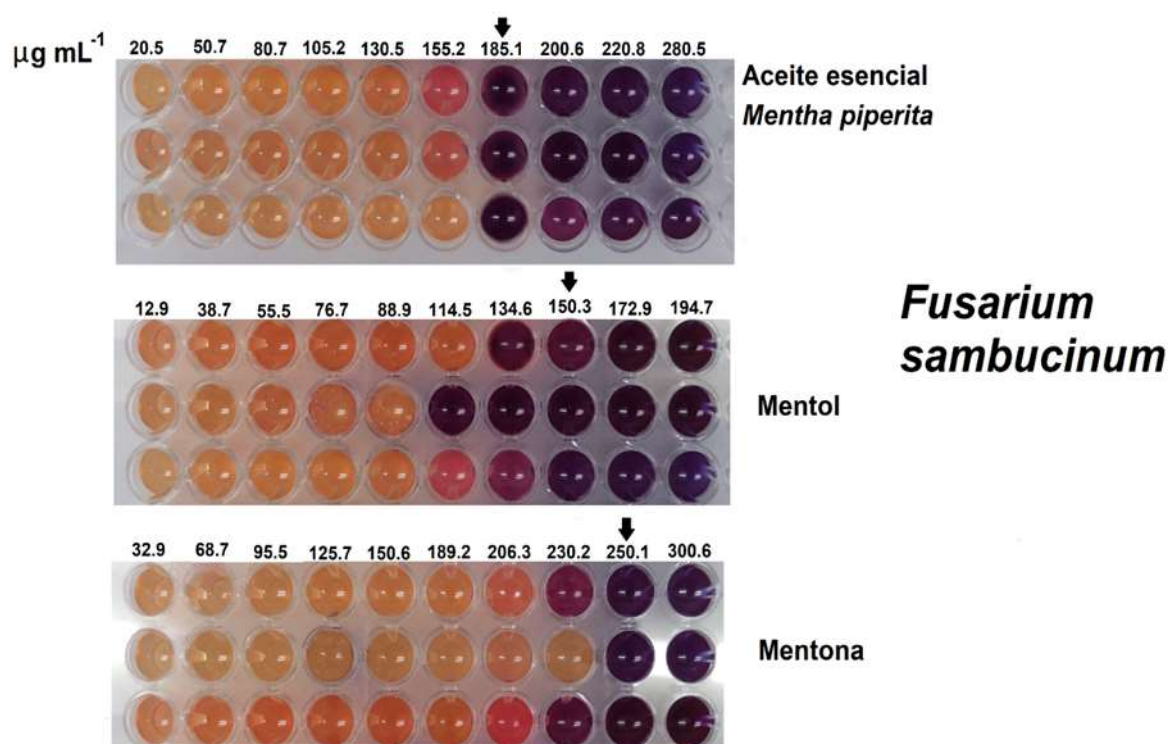 µg mL-1
20.5 50.7 80.7 105.2 130.5 155.2 185.1 200.6 220.8 280.5
Aceite esencial
Mentha piperita
12.9 38.7 55.5 76.7 88.9 114.5 134.6 150.3 172.9 194.7
Fusarium
sambucinum
Mentol
32.9 68.7 95.5 125.7 150.6 189.2 206.3 230.2 250.1 300.6
Mentona